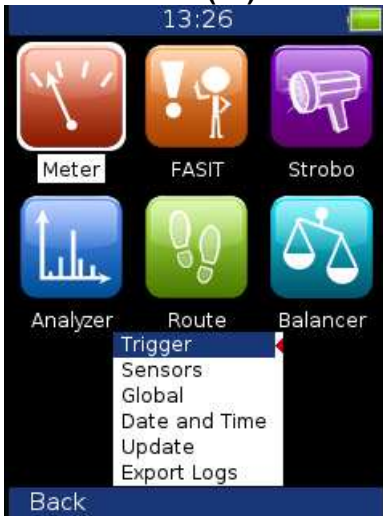 13:26
Meter FASIT Strobo
Analyzer Route Balancer
Trigger
Sensors
Global
Date and Time
Update
Export Logs
Back